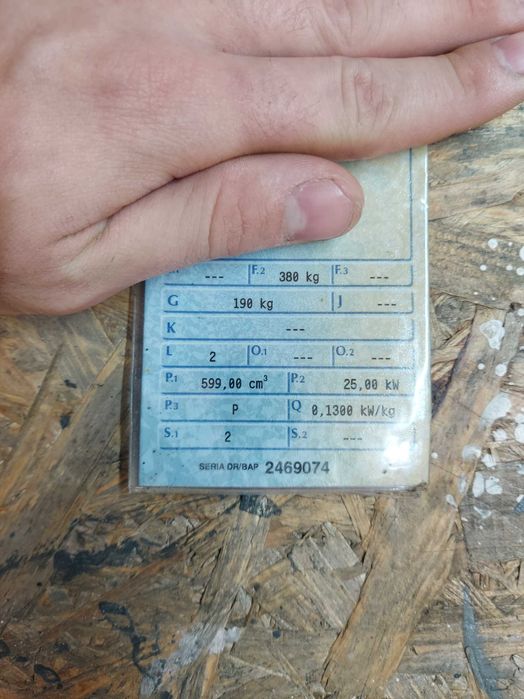 --- F.2 380 kg F.3 ---
G 190 kg J ---
K ---
L 2 O.1 --- O.2 ---
P.1 599,00 cm³ P.2 25,00 kW
P.3 P Q 0,1300 kW/kg
S.1 2 S.2 ---
SERIA DR/BAP 2469074